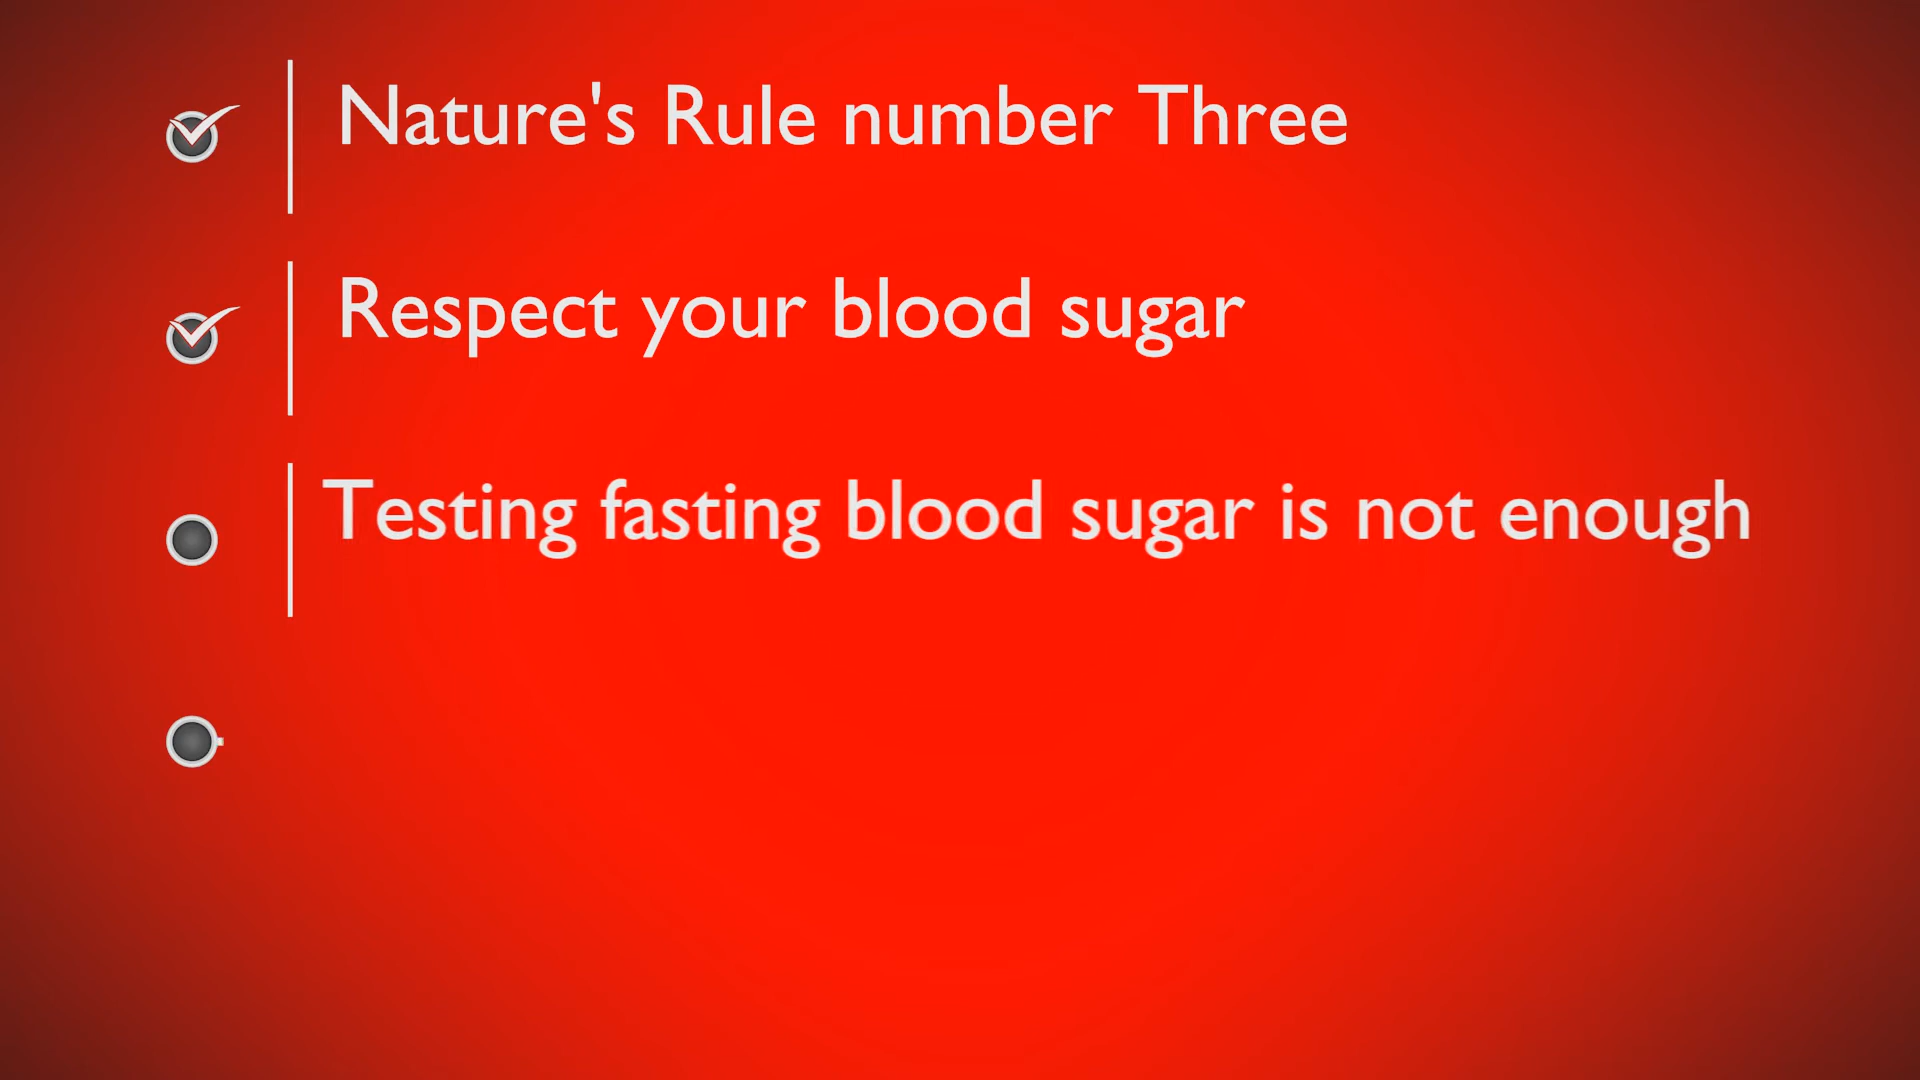 Nature's Rule number Three
Respect your blood sugar
Testing fasting blood sugar is not enough